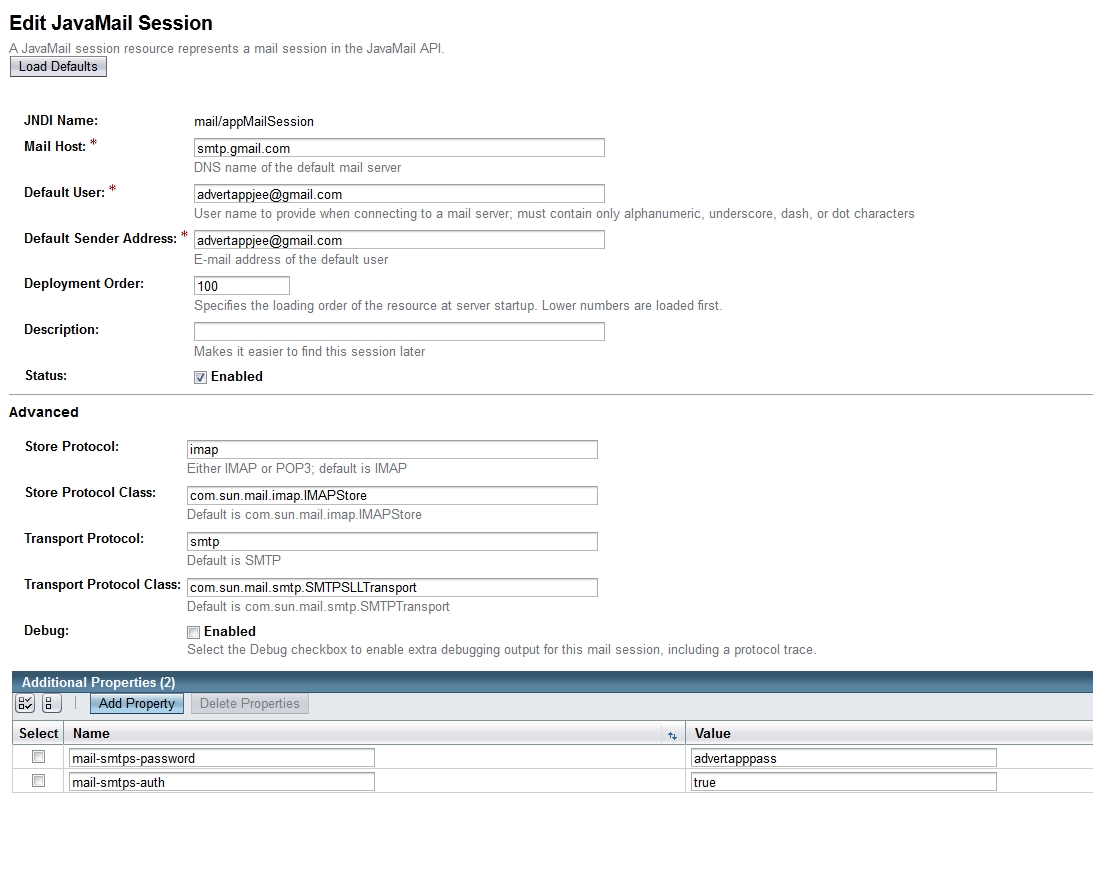 Edit JavaMail Session
A JavaMail session resource represents a mail session in the JavaMail API.
Load Defaults
JNDI Name: mail/appMailSession
Mail Host: * smtp.gmail.com
DNS name of the default mail server
Default User: * advertappjee@gmail.com
User name to provide when connecting to a mail server; must contain only alphanumeric, underscore, dash, or dot characters
Default Sender Address: * advertappjee@gmail.com
E-mail address of the default user
Deployment Order: 100
Specifies the loading order of the resource at server startup. Lower numbers are loaded first.
Description:
Makes it easier to find this session later
Status: Enabled
Advanced
Store Protocol: imap
Either IMAP or POP3; default is IMAP
Store Protocol Class: com.sun.mail.imap.IMAPStore
Default is com.sun.mail.imap.IMAPStore
Transport Protocol: smtp
Default is SMTP
Transport Protocol Class: com.sun.mail.smtp.SMTPSLLTransport
Default is com.sun.mail.smtp.SMTPTransport
Debug: Enabled
Select the Debug checkbox to enable extra debugging output for this mail session, including a protocol trace.
Additional Properties (2)
Add Property Delete Properties
Select Name Value
mail-smtps-password advertapppass
mail-smtps-auth true